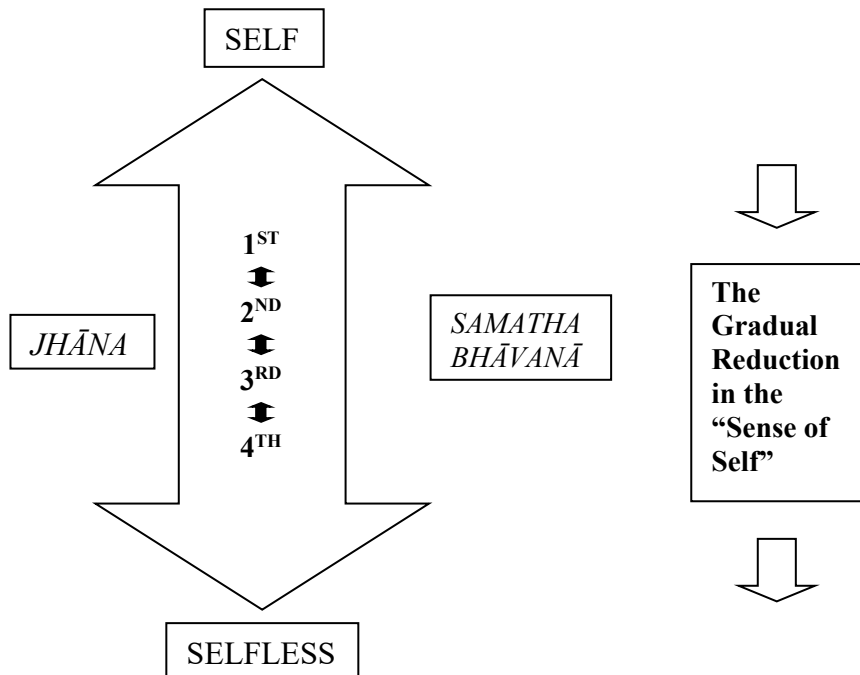 SELF
1ST
2ND
3RD
4TH
JHĀNA
SAMATHA
BHĀVANĀ
The
Gradual
Reduction
in the
“Sense of
Self”
SELFLESS